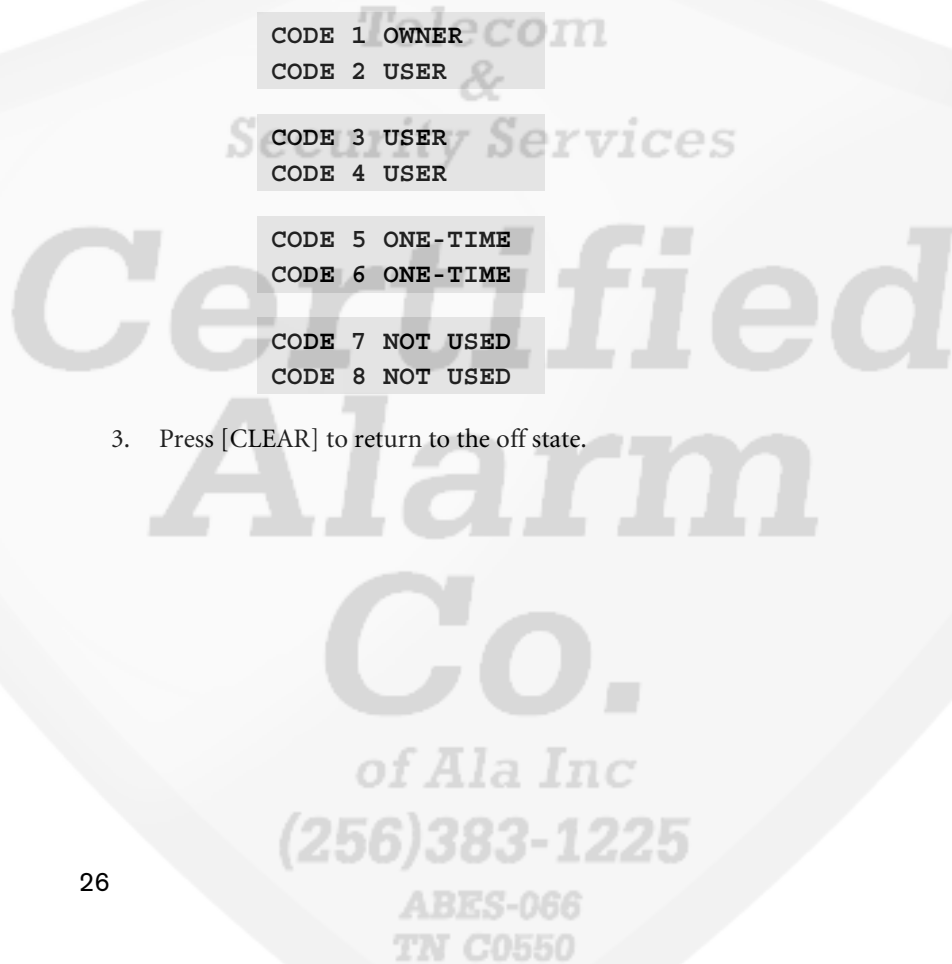 Telecom
&
Security Services
Certified
Alarm
Co.
of Ala Inc
(256)383-1225
ABES-066
TN C0550
CODE 1 OWNER
CODE 2 USER
CODE 3 USER
CODE 4 USER
CODE 5 ONE-TIME
CODE 6 ONE-TIME
CODE 7 NOT USED
CODE 8 NOT USED
3. Press [CLEAR] to return to the off state.
26